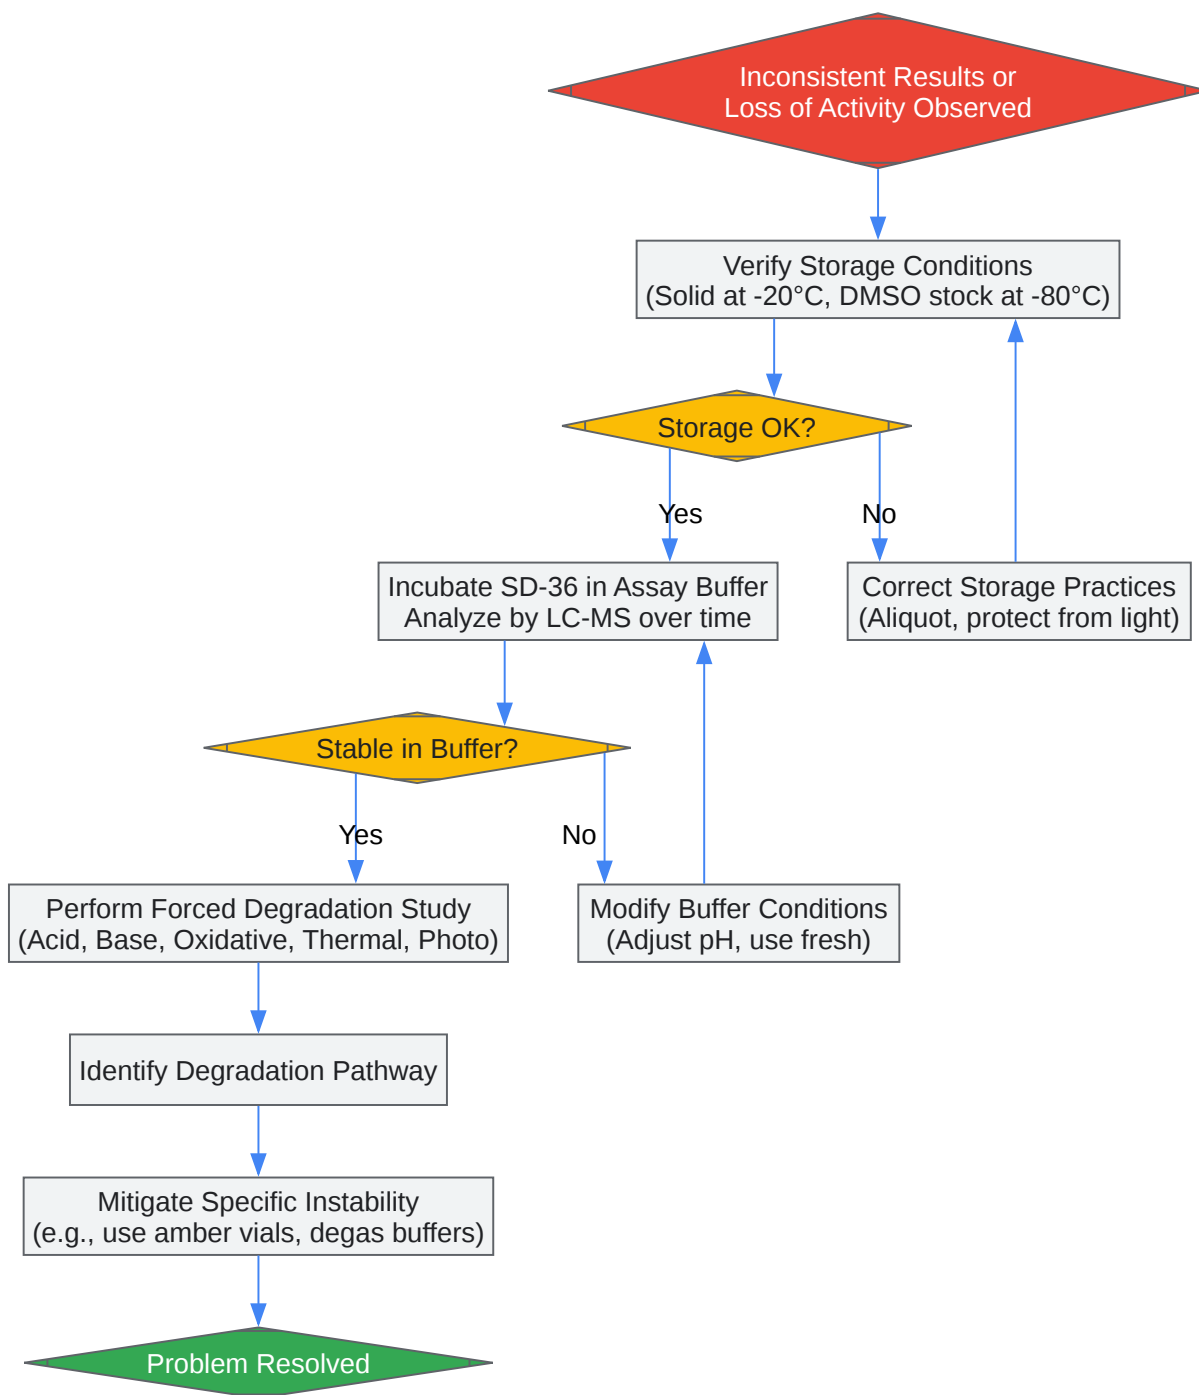 Inconsistent Results or
Loss of Activity Observed
Verify Storage Conditions
(Solid at -20°C, DMSO stock at -80°C)
Storage OK?
Yes
No
Incubate SD-36 in Assay Buffer
Analyze by LC-MS over time
Correct Storage Practices
(Aliquot, protect from light)
Stable in Buffer?
Yes
No
Perform Forced Degradation Study
(Acid, Base, Oxidative, Thermal, Photo)
Modify Buffer Conditions
(Adjust pH, use fresh)
Identify Degradation Pathway
Mitigate Specific Instability
(e.g., use amber vials, degas buffers)
Problem Resolved